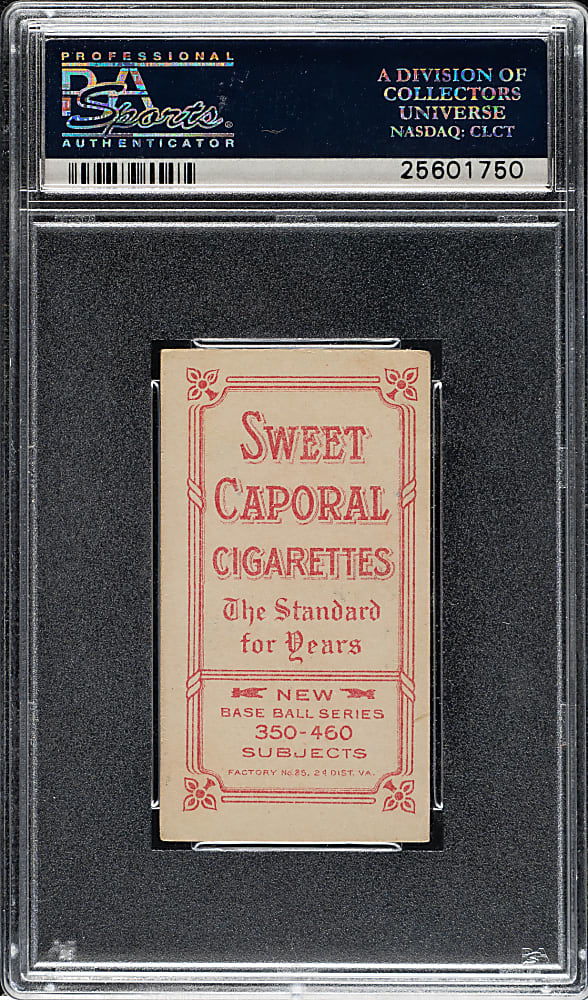 PROFESSIONAL
PSA
Sports®
AUTHENTICATOR
A DIVISION OF
COLLECTORS
UNIVERSE
NASDAQ: CLCT
25601750
SWEET
CAPORAL
CIGARETTES
The Standard
for Years
NEW
BASE BALL SERIES
350-460
SUBJECTS
FACTORY No. 25, 2d DIST. VA.